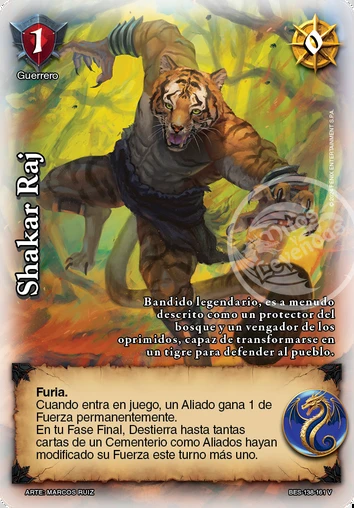 1
0
Guerrero
Shakar Raj
Bandido legendario, es a menudo
descrito como un protector del
bosque y un vengador de los
oprimidos, capaz de transformarse en
un tigre para defender al pueblo.
Furia.
Cuando entra en juego, un Aliado gana 1 de
Fuerza permanentemente.
En tu Fase Final, Destierra hasta tantas
cartas de un Cementerio como Aliados hayan
modificado su Fuerza este turno más uno.
ARTE: MARCOS RUIZ
BES-138-161 V